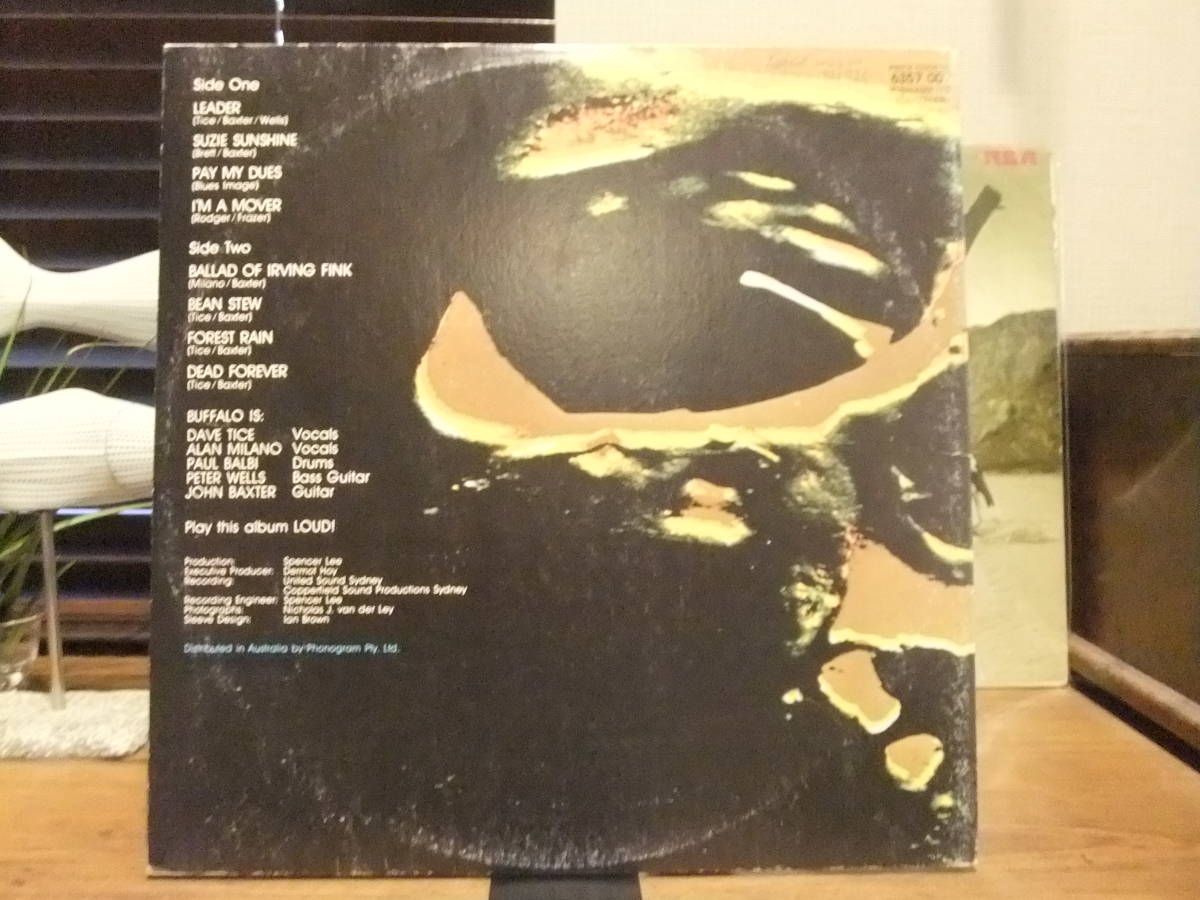 Side One
LEADER
(Tice/Baxter/Wells)
SUZIE SUNSHINE
(Brett/Baxter)
PAY MY DUES
(Blues Image)
I'M A MOVER
(Rodger/Frazer)
Side Two
BALLAD OF IRVING FINK
(Milano/Baxter)
BEAN STEW
(Tice/Baxter)
FOREST RAIN
(Tice/Baxter)
DEAD FOREVER
(Tice/Baxter)
BUFFALO IS:
DAVE TICE Vocals
ALAN MILANO Vocals
PAUL BALBI Drums
PETER WELLS Bass Guitar
JOHN BAXTER Guitar
Play this album LOUD!
Production: Spencer Lee
Executive Producer: Dermot Hoy
Recording: United Sound Sydney
Copperfield Sound Productions Sydney
Recording Engineer: Spencer Lee
Photographs: Nicholas J. van der Ley
Sleeve Design: Ian Brown
Distributed in Australia by Phonogram Pty. Ltd.
6357 00
RCA